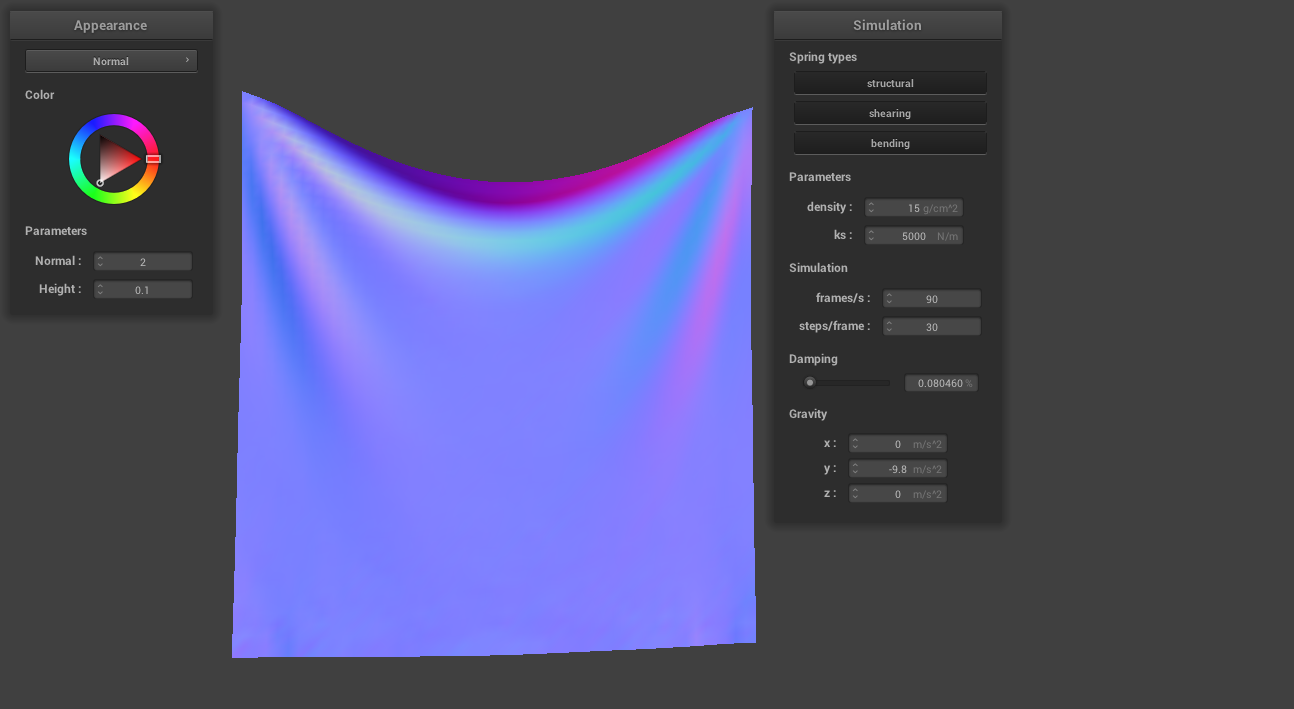 Appearance
Normal
Color
Parameters
Normal :
2
Height :
0.1
Simulation
Spring types
structural
shearing
bending
Parameters
density :
15 g/cm^2
ks :
5000 N/m
Simulation
frames/s :
90
steps/frame :
30
Damping
0.080460 %
Gravity
x :
0 m/s^2
y :
-9.8 m/s^2
z :
0 m/s^2